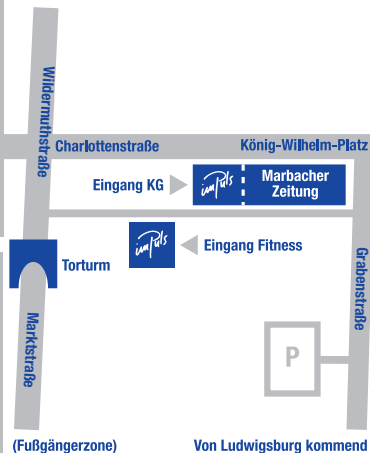 Wildermuthstraße
Charlottenstraße
König-Wilhelm-Platz
Eingang KG
imPuls
Marbacher
Zeitung
imPuls
Eingang Fitness
Torturm
Grabenstraße
Marktstraße
P
(Fußgängerzone)
Von Ludwigsburg kommend